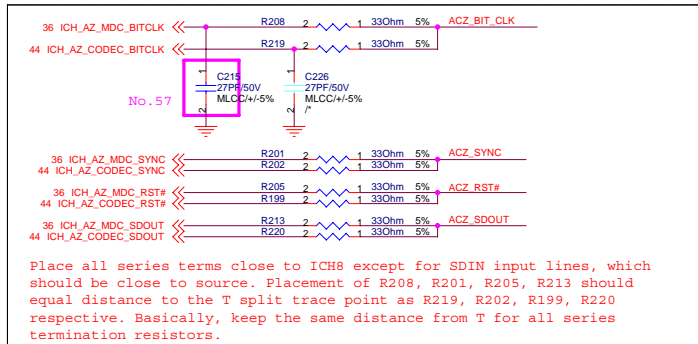 36 ICH_AZ_MDC_BITCLK R208 2 1 33Ohm 5% ACZ_BIT_CLK
44 ICH_AZ_CODEC_BITCLK R219 2 1 33Ohm 5%
1 C215 27PF/50V MLCC/+/-5% 2
1 C226 27PF/50V MLCC/+/-5% /* 2
No.57
36 ICH_AZ_MDC_SYNC R201 2 1 33Ohm 5% ACZ_SYNC
44 ICH_AZ_CODEC_SYNC R202 2 1 33Ohm 5%
36 ICH_AZ_MDC_RST# R205 2 1 33Ohm 5% ACZ_RST#
44 ICH_AZ_CODEC_RST# R199 2 1 33Ohm 5%
36 ICH_AZ_MDC_SDOUT R213 2 1 33Ohm 5% ACZ_SDOUT
44 ICH_AZ_CODEC_SDOUT R220 2 1 33Ohm 5%
Place all series terms close to ICH8 except for SDIN input lines, which
should be close to source. Placement of R208, R201, R205, R213 should
equal distance to the T split trace point as R219, R202, R199, R220
respective. Basically, keep the same distance from T for all series
termination resistors.